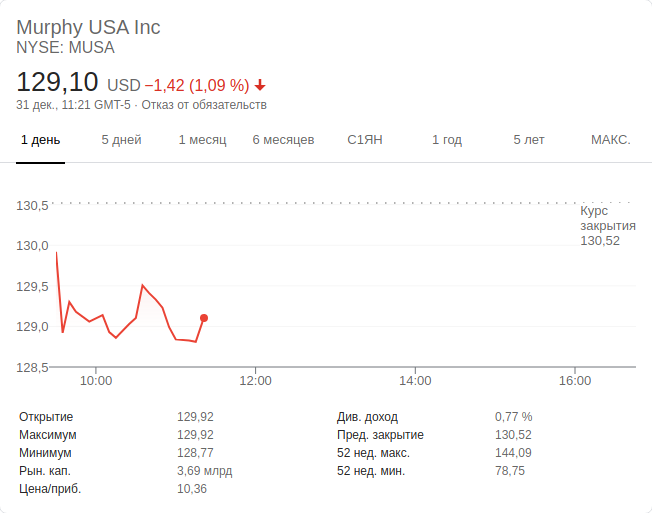 Murphy USA Inc
NYSE: MUSA
129,10 USD −1,42 (1,09 %)
31 дек., 11:21 GMT-5 · Отказ от обязательств
1 день 5 дней 1 месяц 6 месяцев С1ЯН 1 год 5 лет МАКС.
130,5
Курс
закрытия
130,52
130,0
129,5
129,0
128,5
10:00 12:00 14:00 16:00
Открытие 129,92 Див. доход 0,77 %
Максимум 129,92 Пред. закрытие 130,52
Минимум 128,77 52 нед. макс. 144,09
Рын. кап. 3,69 млрд 52 нед. мин. 78,75
Цена/приб. 10,36